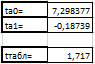 ta0= 7,298377
ta1= -0,18739
tтабл= 1,717